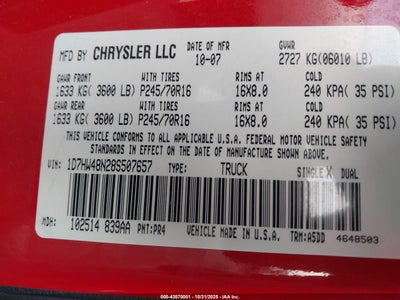 MFD BY CHRYSLER LLC DATE OF MFR 10-07 GVWR 2727 KG(06010 LB)
GAWR FRONT WITH TIRES RIMS AT COLD
1633 KG( 3600 LB) P245/70R16 16X8.0 240 KPA( 35 PSI)
GAWR REAR WITH TIRES RIMS AT COLD
1633 KG( 3600 LB) P245/70R16 16X8.0 240 KPA( 35 PSI)
THIS VEHICLE CONFORMS TO ALL APPLICABLE U.S.A. FEDERAL MOTOR VEHICLE SAFETY
STANDARDS IN EFFECT ON THE DATE OF MANUFACTURE SHOWN ABOVE.
VIN: 1D7HW48N28S507657 TYPE: TRUCK SINGLE X DUAL
MDH: 102514 839AA PNT:PR4 VEHICLE MADE IN U.S.A. TRM:A5DD 4648503
000-43570001 - 10/31/2025 - IAA, Inc.